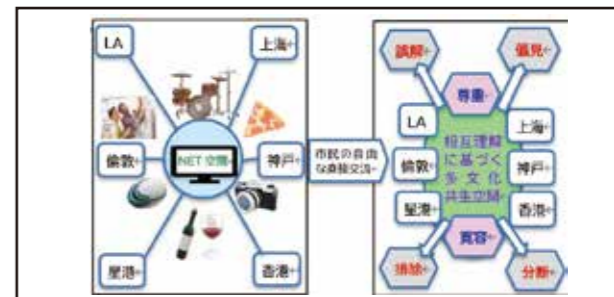 LA
上海
倫敦
NET 空間
神戸
星港
香港
市民の自由
な直接交流
誤解
偏見
尊重
LA
上海
相互理解
に基づく
多文化
共生空間
倫敦
神戸
星港
香港
寛容
排除
分断